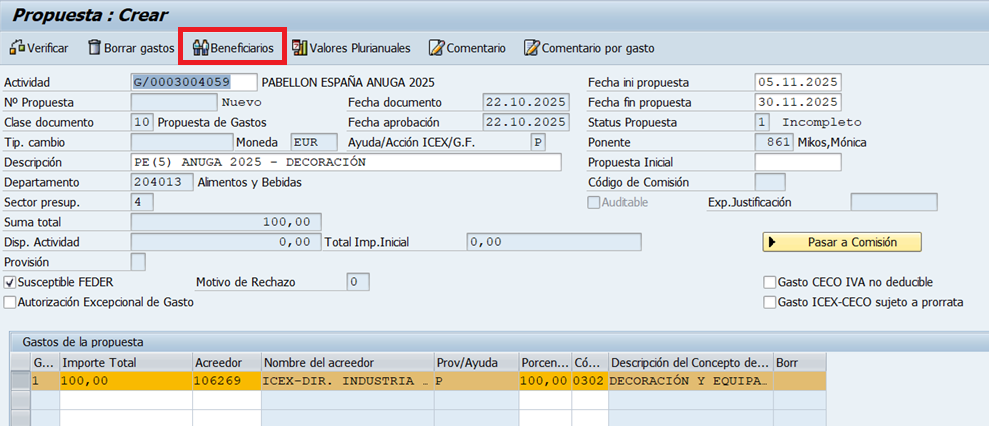 Propuesta : Crear
Verificar Borrar gastos Beneficiarios Valores Plurianuales Comentario Comentario por gasto
Actividad G/0003004059 PABELLON ESPAÑA ANUGA 2025 Fecha ini propuesta 05.11.2025
Nº Propuesta Nuevo Fecha documento 22.10.2025 Fecha fin propuesta 30.11.2025
Clase documento 10 Propuesta de Gastos Fecha aprobación 22.10.2025 Status Propuesta 1 Incompleto
Tip. cambio Moneda EUR Ayuda/Acción ICEX/G.F. P Ponente 861 Mikos,Mónica
Descripción PE(5) ANUGA 2025 - DECORACIÓN Propuesta Inicial
Departamento 204013 Alimentos y Bebidas Código de Comisión
Sector presup. 4 Auditable Exp.Justificación
Suma total 100,00
Disp. Actividad 0,00 Total Imp.Inicial 0,00 Pasar a Comisión
Provisión
Susceptible FEDER Motivo de Rechazo 0 Gasto CECO IVA no deducible
Autorización Excepcional de Gasto Gasto ICEX-CECO sujeto a prorrata
Gastos de la propuesta
G... Importe Total Acreedor Nombre del acreedor Prov/Ayuda Porcen... Có... Descripción del Concepto de... Borr
1 100,00 106269 ICEX-DIR. INDUSTRIA ... P 100,00 0302 DECORACIÓN Y EQUIPA...